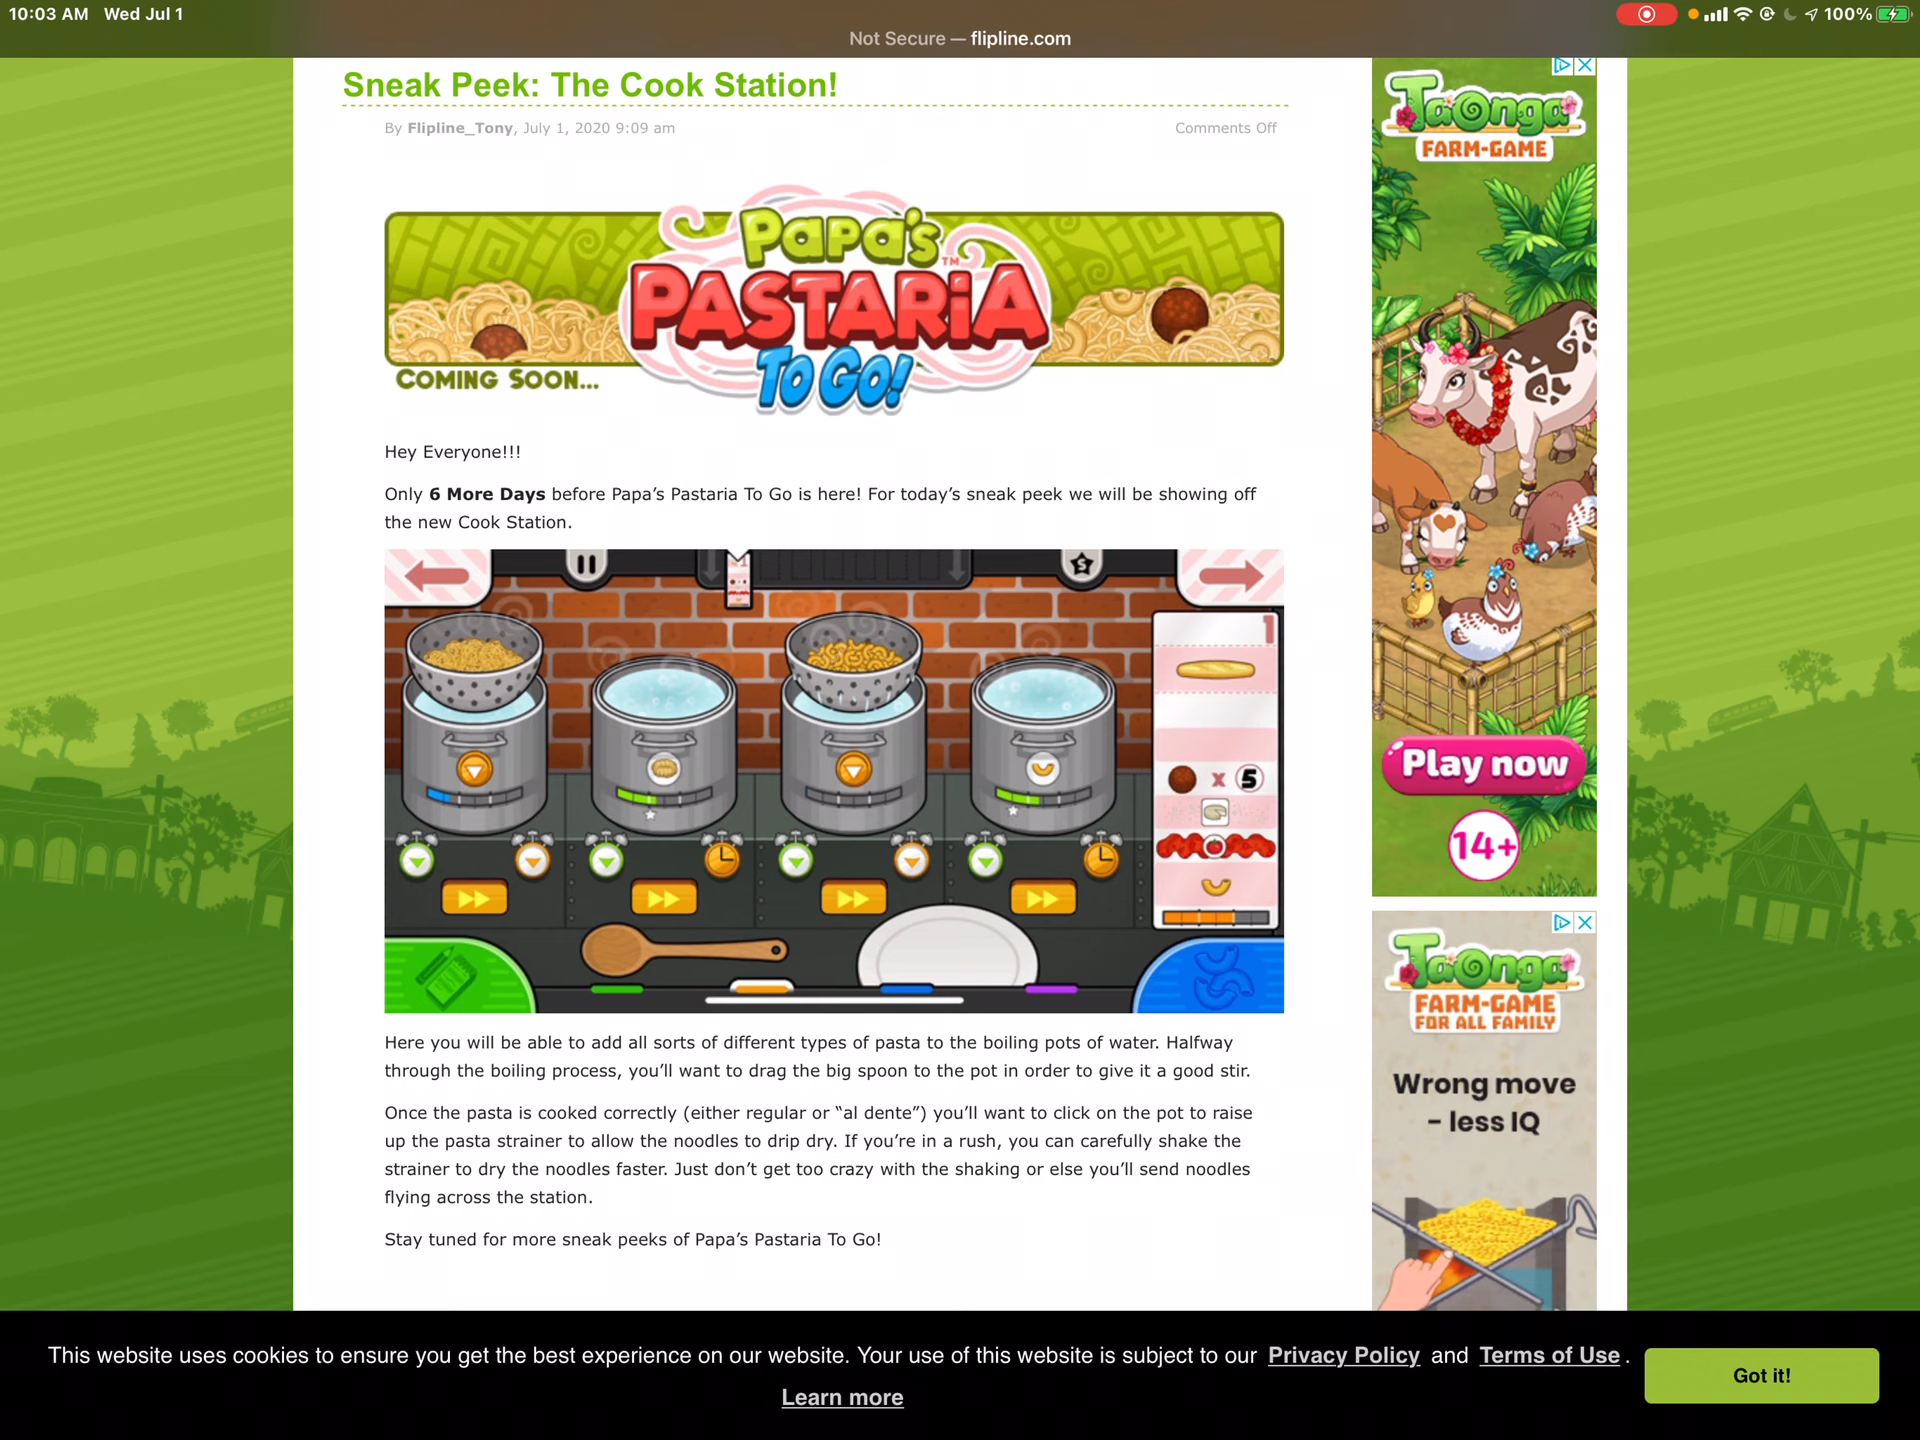 10:03 AM Wed Jul 1
100%
Not Secure — flipline.com
Sneak Peek: The Cook Station!
By Flipline_Tony, July 1, 2020 9:09 am
Comments Off
Papa's
PASTARiA
TM
TO GO!
COMING SOON...
Hey Everyone!!!
Only 6 More Days before Papa’s Pastaria To Go is here! For today’s sneak peek we will be showing off
the new Cook Station.
1
x 5
Here you will be able to add all sorts of different types of pasta to the boiling pots of water. Halfway
through the boiling process, you’ll want to drag the big spoon to the pot in order to give it a good stir.
Once the pasta is cooked correctly (either regular or “al dente”) you’ll want to click on the pot to raise
up the pasta strainer to allow the noodles to drip dry. If you’re in a rush, you can carefully shake the
strainer to dry the noodles faster. Just don’t get too crazy with the shaking or else you’ll send noodles
flying across the station.
Stay tuned for more sneak peeks of Papa’s Pastaria To Go!
Taonga
FARM-GAME
Play now
14+
Taonga
FARM-GAME
FOR ALL FAMILY
Wrong move
- less IQ
This website uses cookies to ensure you get the best experience on our website. Your use of this website is subject to our Privacy Policy and Terms of Use .
Learn more
Got it!